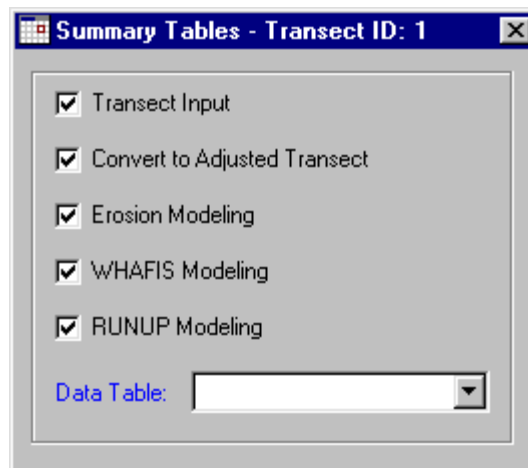 Summary Tables - Transect ID: 1
Transect Input
Convert to Adjusted Transect
Erosion Modeling
WHAFIS Modeling
RUNUP Modeling
Data Table: